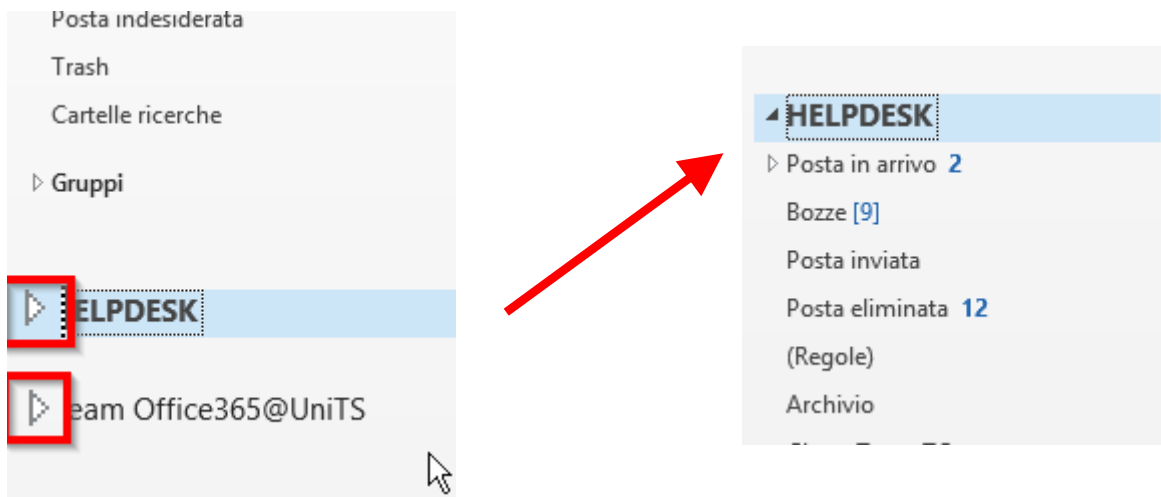 Posta indesiderata
Trash
Cartelle ricerche
Gruppi
ELPDESK
eam Office365@UniTS
HELPDESK
Posta in arrivo 2
Bozze [9]
Posta inviata
Posta eliminata 12
(Regole)
Archivio